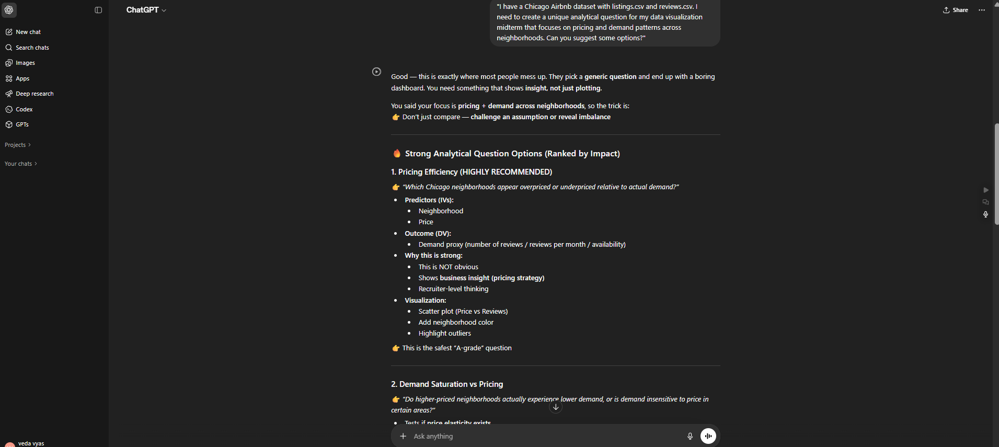 ChatGPT
Share
New chat
Search chats
Images
Apps
Deep research
Codex
GPTs
Projects
Your chats
veda vyas
"I have a Chicago Airbnb dataset with listings.csv and reviews.csv. I
need to create a unique analytical question for my data visualization
midterm that focuses on pricing and demand patterns across
neighborhoods. Can you suggest some options?"
Good — this is exactly where most people mess up. They pick a generic question and end up with a boring
dashboard. You need something that shows insight, not just plotting.
You said your focus is pricing + demand across neighborhoods, so the trick is:
👉 Don't just compare — challenge an assumption or reveal imbalance
🔥 Strong Analytical Question Options (Ranked by Impact)
1. Pricing Efficiency (HIGHLY RECOMMENDED)
👉 “Which Chicago neighborhoods appear overpriced or underpriced relative to actual demand?”
• Predictors (IVs):
• Neighborhood
• Price
• Outcome (DV):
• Demand proxy (number of reviews / reviews per month / availability)
• Why this is strong:
• This is NOT obvious
• Shows business insight (pricing strategy)
• Recruiter-level thinking
• Visualization:
• Scatter plot (Price vs Reviews)
• Add neighborhood color
• Highlight outliers
👉 This is the safest “A-grade” question
2. Demand Saturation vs Pricing
👉 “Do higher-priced neighborhoods actually experience lower demand, or is demand insensitive to price in
certain areas?”
• Tests if price elasticity exists
Ask anything